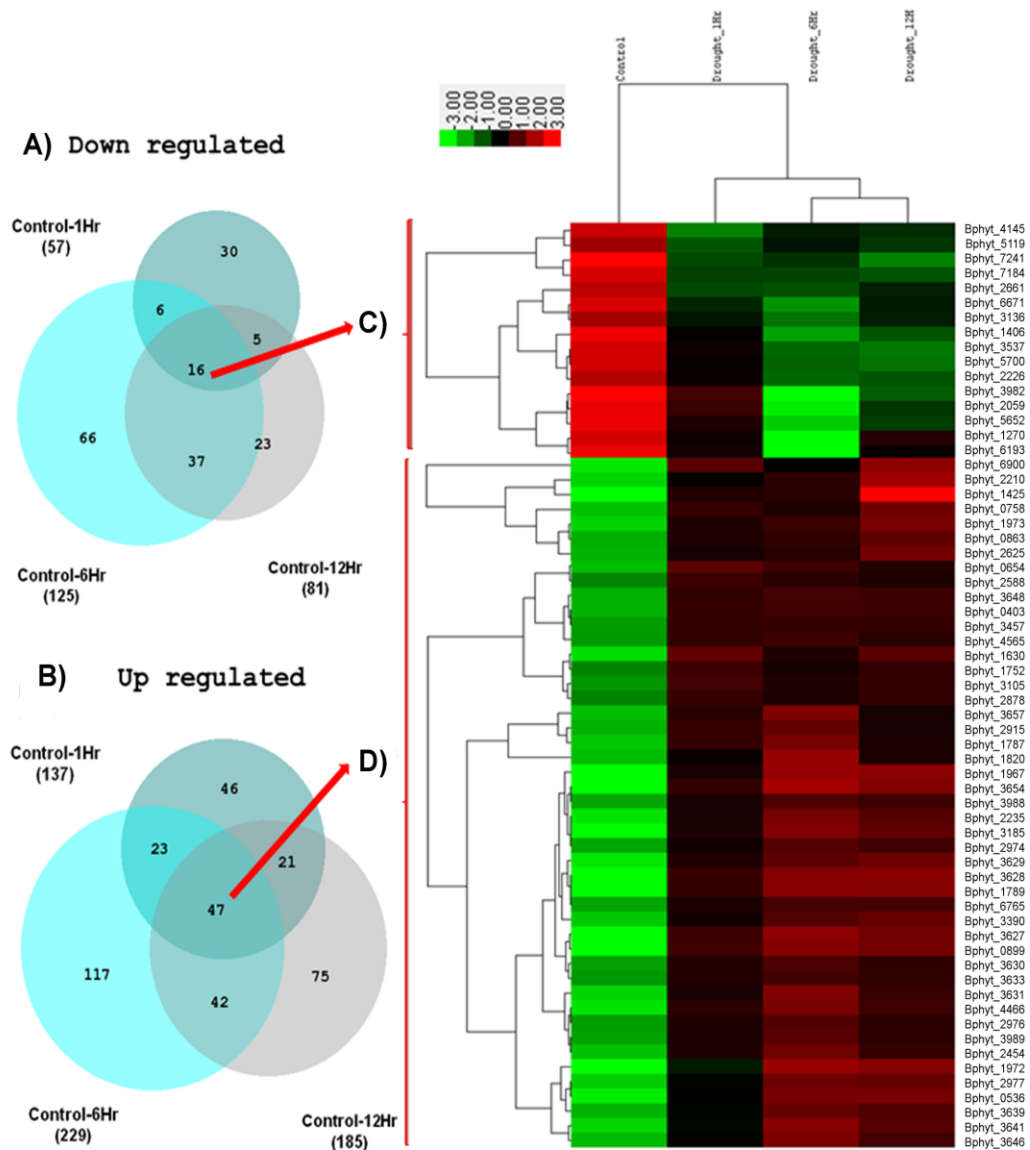 A) Down regulated
Control-1Hr
(57)
30
6
5
16
66
37
23
Control-6Hr
(125)
Control-12Hr
(81)
B) Up regulated
Control-1Hr
(137)
46
23
21
47
117
42
75
Control-6Hr
(229)
Control-12Hr
(185)
C)
D)
-3.00
-2.00
-1.00
0.00
1.00
2.00
3.00
Control
Drought_1Hr
Drought_6Hr
Drought_12H
Bphyt_4145
Bphyt_5119
Bphyt_7241
Bphyt_7184
Bphyt_2661
Bphyt_6671
Bphyt_3136
Bphyt_1406
Bphyt_3537
Bphyt_5700
Bphyt_2226
Bphyt_3982
Bphyt_2059
Bphyt_5652
Bphyt_1270
Bphyt_6193
Bphyt_6900
Bphyt_2210
Bphyt_1425
Bphyt_0758
Bphyt_1973
Bphyt_0863
Bphyt_2625
Bphyt_0654
Bphyt_2588
Bphyt_3648
Bphyt_0403
Bphyt_3457
Bphyt_4565
Bphyt_1630
Bphyt_1752
Bphyt_3105
Bphyt_2878
Bphyt_3657
Bphyt_2915
Bphyt_1787
Bphyt_1820
Bphyt_1967
Bphyt_3654
Bphyt_3988
Bphyt_2235
Bphyt_3185
Bphyt_2974
Bphyt_3629
Bphyt_3628
Bphyt_1789
Bphyt_6765
Bphyt_3390
Bphyt_3627
Bphyt_0899
Bphyt_3630
Bphyt_3633
Bphyt_3631
Bphyt_4466
Bphyt_2976
Bphyt_3989
Bphyt_2454
Bphyt_1972
Bphyt_2977
Bphyt_0536
Bphyt_3639
Bphyt_3641
Bphyt_3646